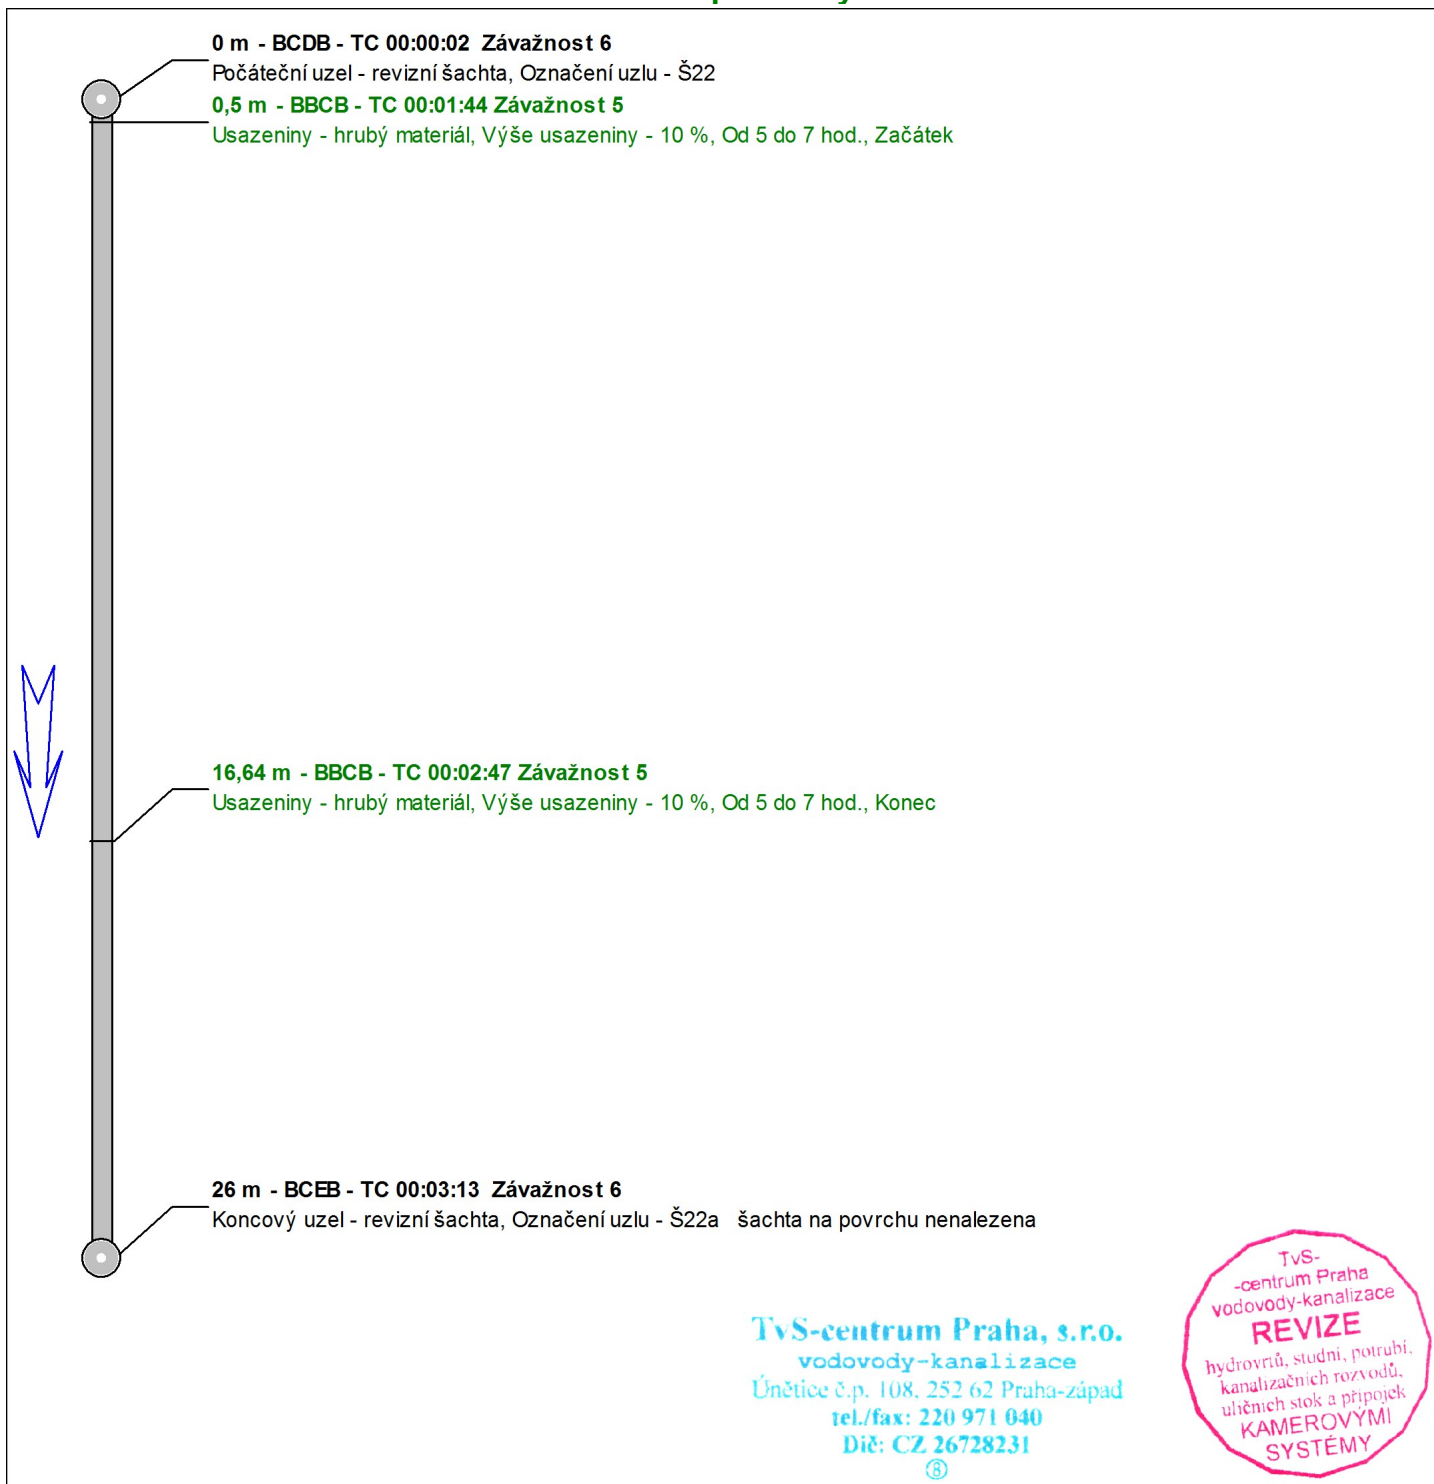 0 m - BCDB - TC 00:00:02 Závažnost 6
Počáteční uzel - revizní šachta, Označení uzlu - Š22
0,5 m - BBCB - TC 00:01:44 Závažnost 5
Usazeniny - hrubý materiál, Výše usazeniny - 10 %, Od 5 do 7 hod., Začátek
16,64 m - BBCB - TC 00:02:47 Závažnost 5
Usazeniny - hrubý materiál, Výše usazeniny - 10 %, Od 5 do 7 hod., Konec
26 m - BCEB - TC 00:03:13 Závažnost 6
Koncový uzel - revizní šachta, Označení uzlu - Š22a šachta na povrchu nenalezena
TvS-centrum Praha, s.r.o.
vodovody-kanalizace
Únětice č.p. 108, 252 62 Praha-západ
tel./fax: 220 971 040
Dič: CZ 26728231
8
TvS-
-centrum Praha
vodovody-kanalizace
REVIZE
hydrovrtů, studní, potrubí,
kanalizačních rozvodů,
uličních stok a přípojek
KAMEROVÝMI
SYSTÉMY